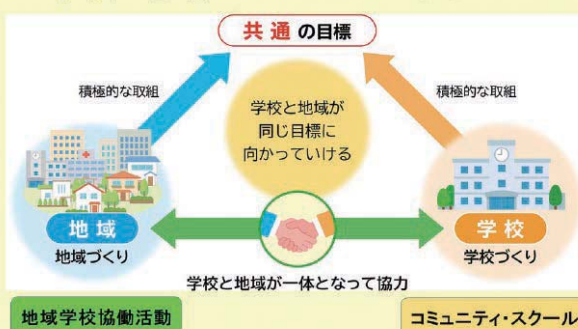 共通の目標
積極的な取組
積極的な取組
学校と地域が
同じ目標に
向かっていける
地域
地域づくり
学校
学校づくり
学校と地域が一体となって協力
地域学校協働活動
コミュニティ・スクール